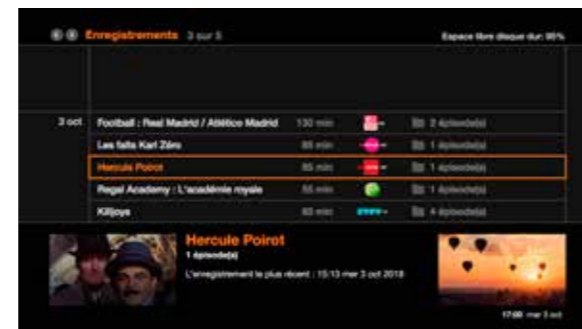 Enregistrements 3 sur 5
Espace libre disque dur: 95%
3 oct
Football : Real Madrid / Atlético Madrid 130 min 2 épisode(s)
Les faits Karl Zéro 85 min 1 épisode(s)
Hercule Poirot 85 min 1 épisode(s)
Regal Academy : L'académie royale 55 min 1 épisode(s)
Killjoys 4 épisode(s)
Hercule Poirot
1 épisode(s)
L'enregistrement le plus récent : 15:13 mer 3 oct 2018
17:00 mer 3 oct